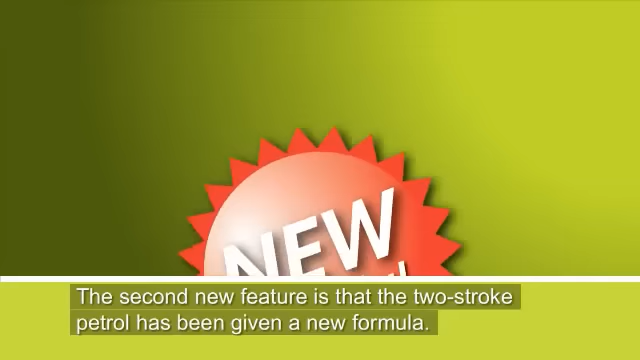 NEW
The second new feature is that the two-stroke
petrol has been given a new formula.